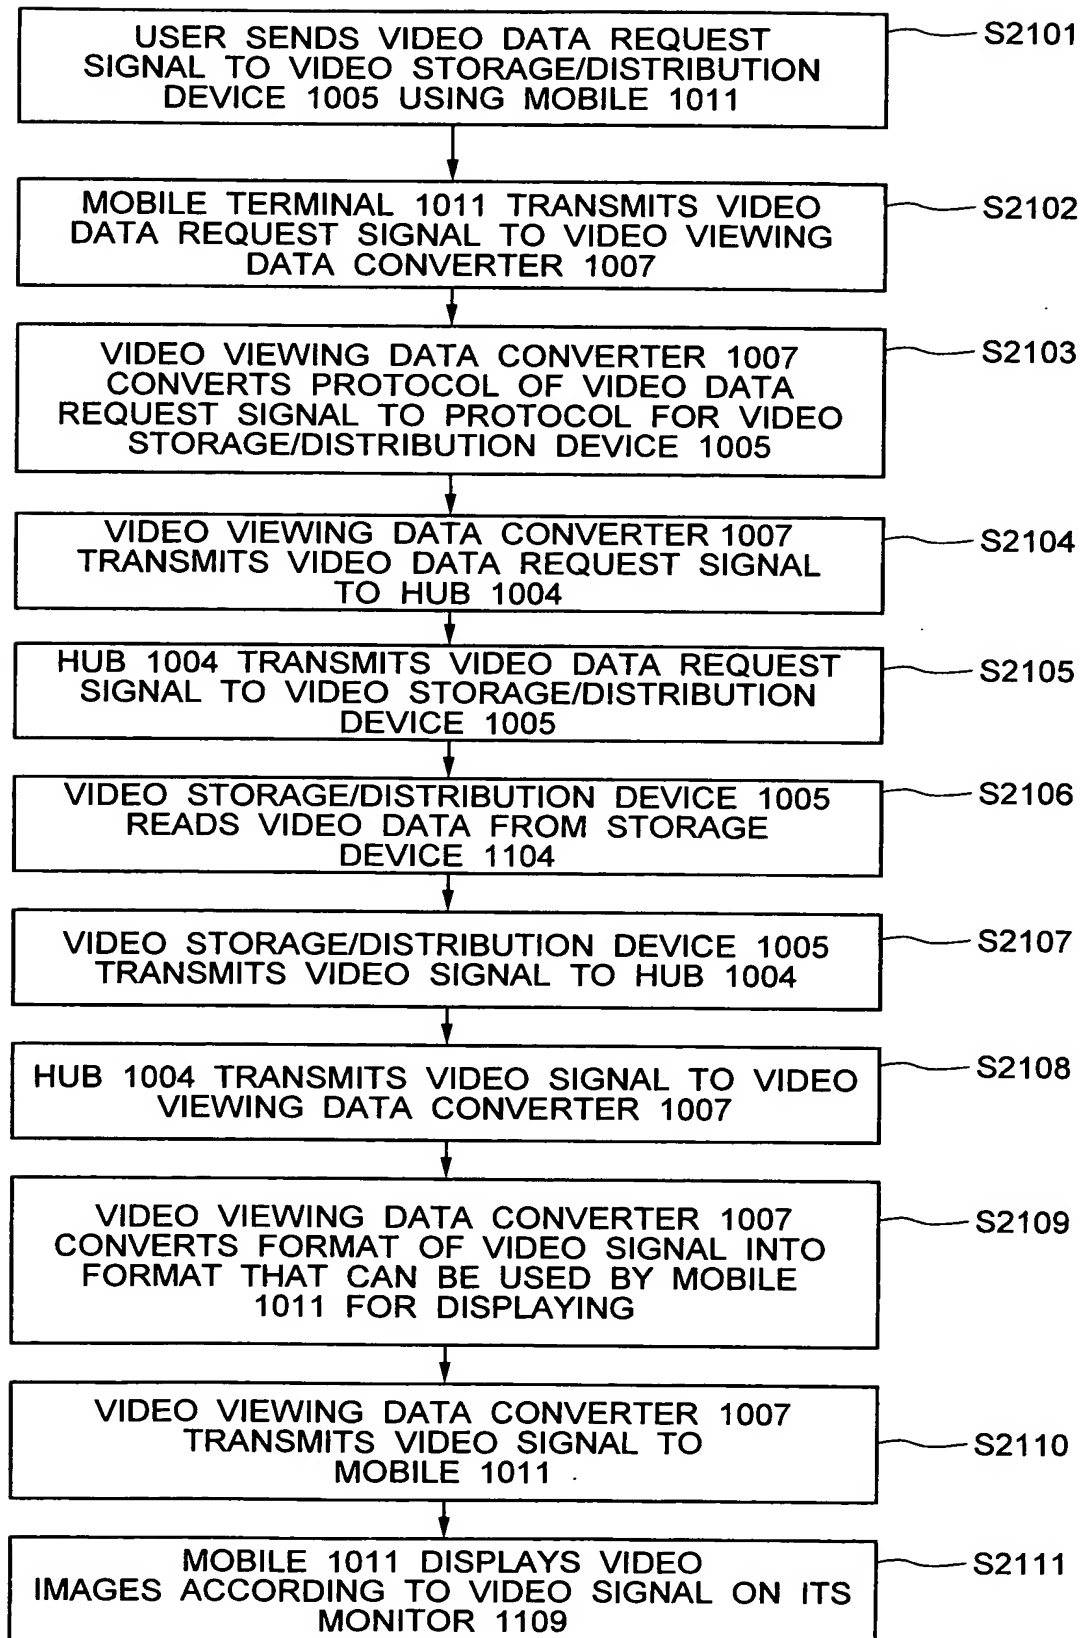 USER SENDS VIDEO DATA REQUEST
SIGNAL TO VIDEO STORAGE/DISTRIBUTION
DEVICE 1005 USING MOBILE 1011
S2101
MOBILE TERMINAL 1011 TRANSMITS VIDEO
DATA REQUEST SIGNAL TO VIDEO VIEWING
DATA CONVERTER 1007
S2102
VIDEO VIEWING DATA CONVERTER 1007
CONVERTS PROTOCOL OF VIDEO DATA
REQUEST SIGNAL TO PROTOCOL FOR VIDEO
STORAGE/DISTRIBUTION DEVICE 1005
S2103
VIDEO VIEWING DATA CONVERTER 1007
TRANSMITS VIDEO DATA REQUEST SIGNAL
TO HUB 1004
S2104
HUB 1004 TRANSMITS VIDEO DATA REQUEST
SIGNAL TO VIDEO STORAGE/DISTRIBUTION
DEVICE 1005
S2105
VIDEO STORAGE/DISTRIBUTION DEVICE 1005
READS VIDEO DATA FROM STORAGE
DEVICE 1104
S2106
VIDEO STORAGE/DISTRIBUTION DEVICE 1005
TRANSMITS VIDEO SIGNAL TO HUB 1004
S2107
HUB 1004 TRANSMITS VIDEO SIGNAL TO VIDEO
VIEWING DATA CONVERTER 1007
S2108
VIDEO VIEWING DATA CONVERTER 1007
CONVERTS FORMAT OF VIDEO SIGNAL INTO
FORMAT THAT CAN BE USED BY MOBILE
1011 FOR DISPLAYING
S2109
VIDEO VIEWING DATA CONVERTER 1007
TRANSMITS VIDEO SIGNAL TO
MOBILE 1011
S2110
MOBILE 1011 DISPLAYS VIDEO
IMAGES ACCORDING TO VIDEO SIGNAL ON ITS
MONITOR 1109
S2111